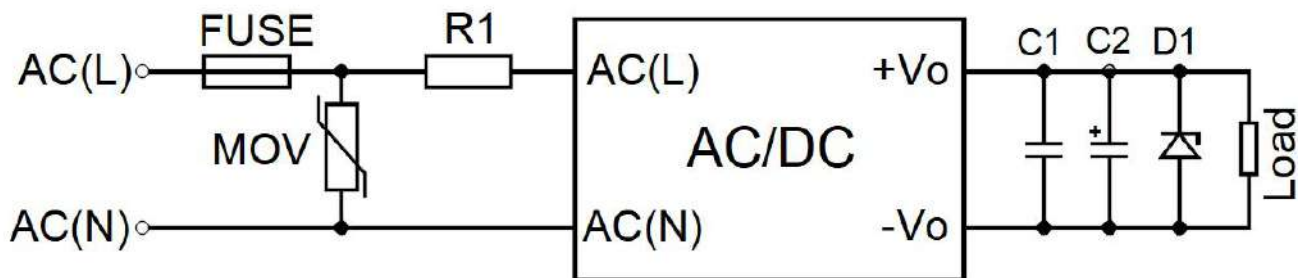 FUSE R1 C1 C2 D1
AC(L) AC(L) +Vo
MOV AC/DC + Load
AC(N) AC(N) -Vo